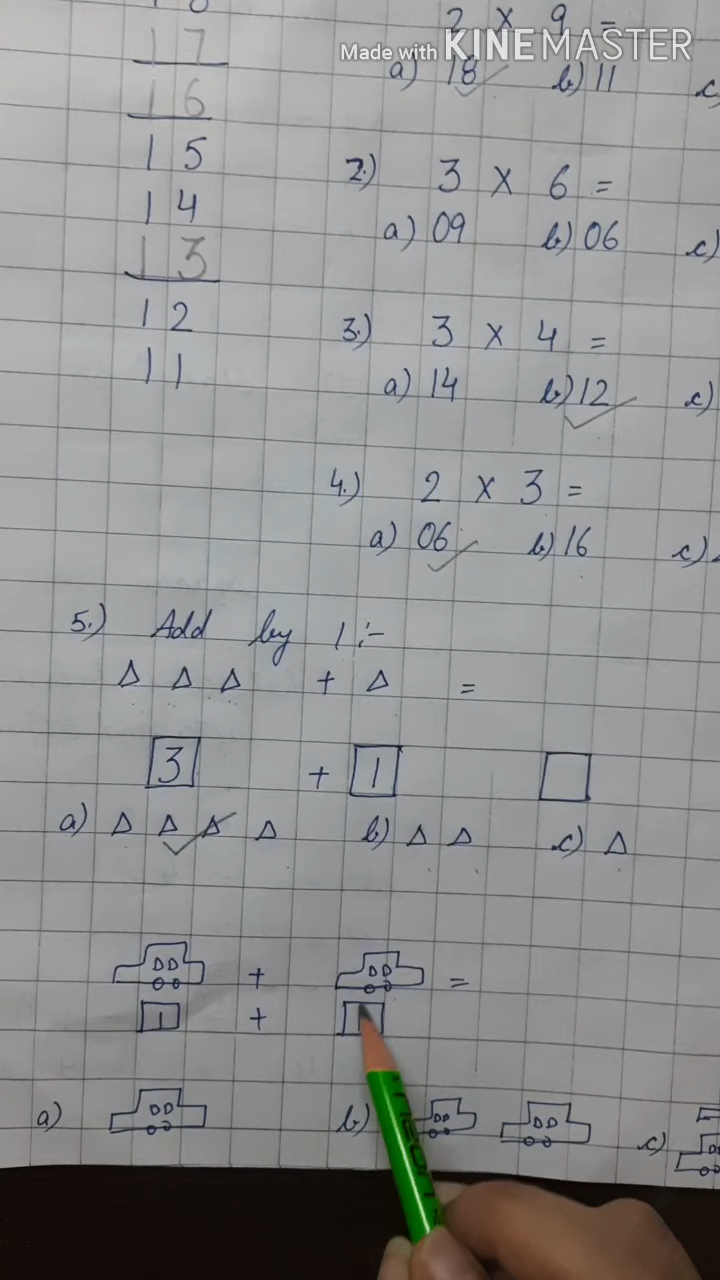 Made with KINEMASTER
17
16
15
14
13
12
11
2 x 9 =
a) 18 b) 11 c)
2.) 3 x 6 =
a) 09 b) 06 c)
3.) 3 x 4 =
a) 14 b) 12 c)
4.) 2 x 3 =
a) 06 b) 16 c)
5.) Add by 1 :-
Δ Δ Δ + Δ =
3 + 1
a) Δ Δ Δ Δ b) Δ Δ c) Δ
+ =
1 +
a) b) c)